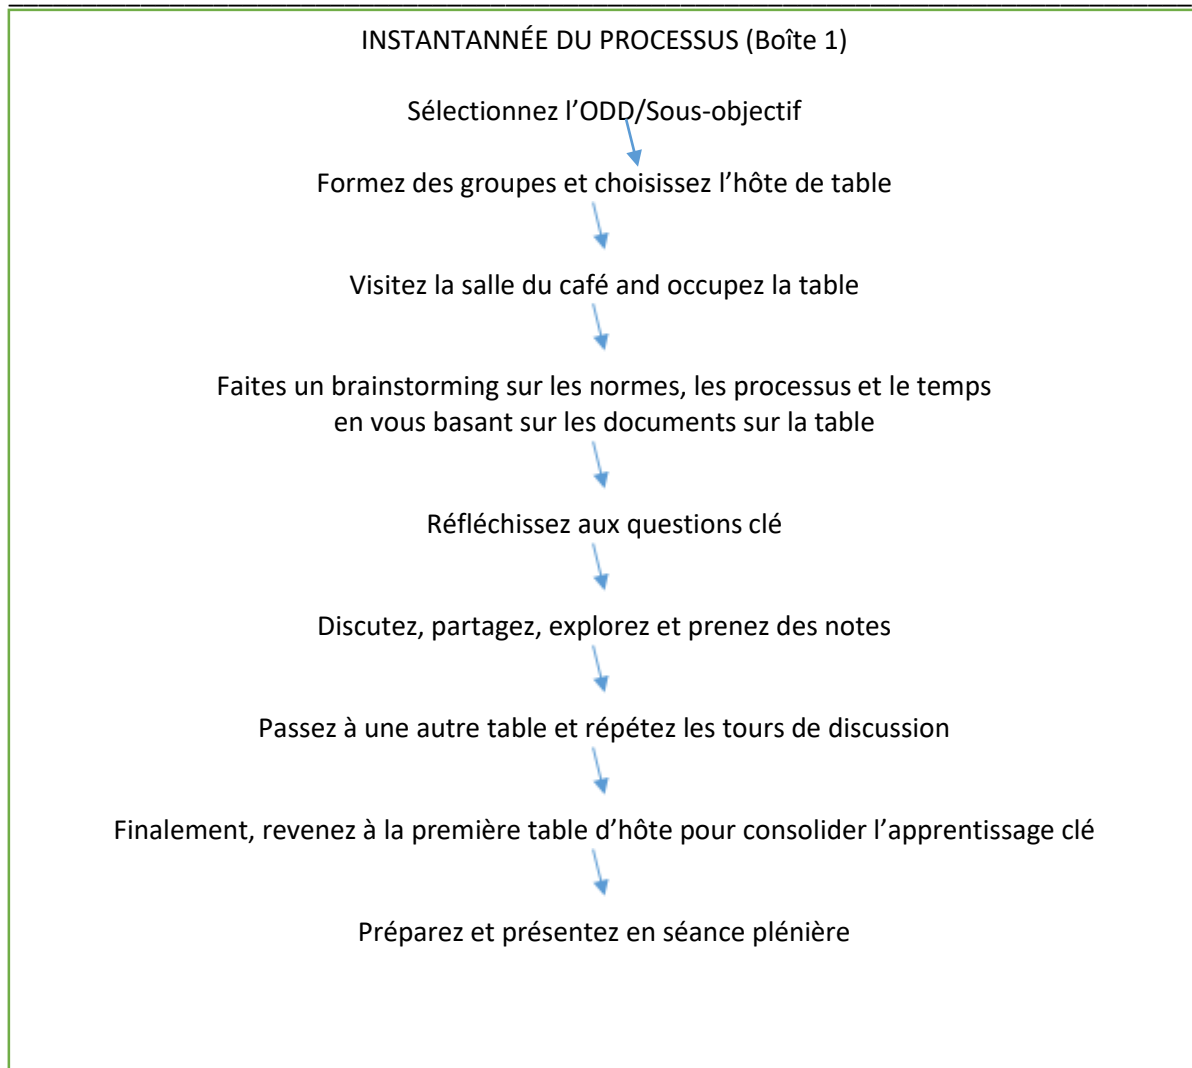 INSTANTANNÉE DU PROCESSUS (Boîte 1)
Sélectionnez l’ODD/Sous-objectif
Formez des groupes et choisissez l’hôte de table
Visitez la salle du café and occupez la table
Faites un brainstorming sur les normes, les processus et le temps
en vous basant sur les documents sur la table
Réfléchissez aux questions clé
Discutez, partagez, explorez et prenez des notes
Passez à une autre table et répétez les tours de discussion
Finalement, revenez à la première table d’hôte pour consolider l’apprentissage clé
Préparez et présentez en séance plénière